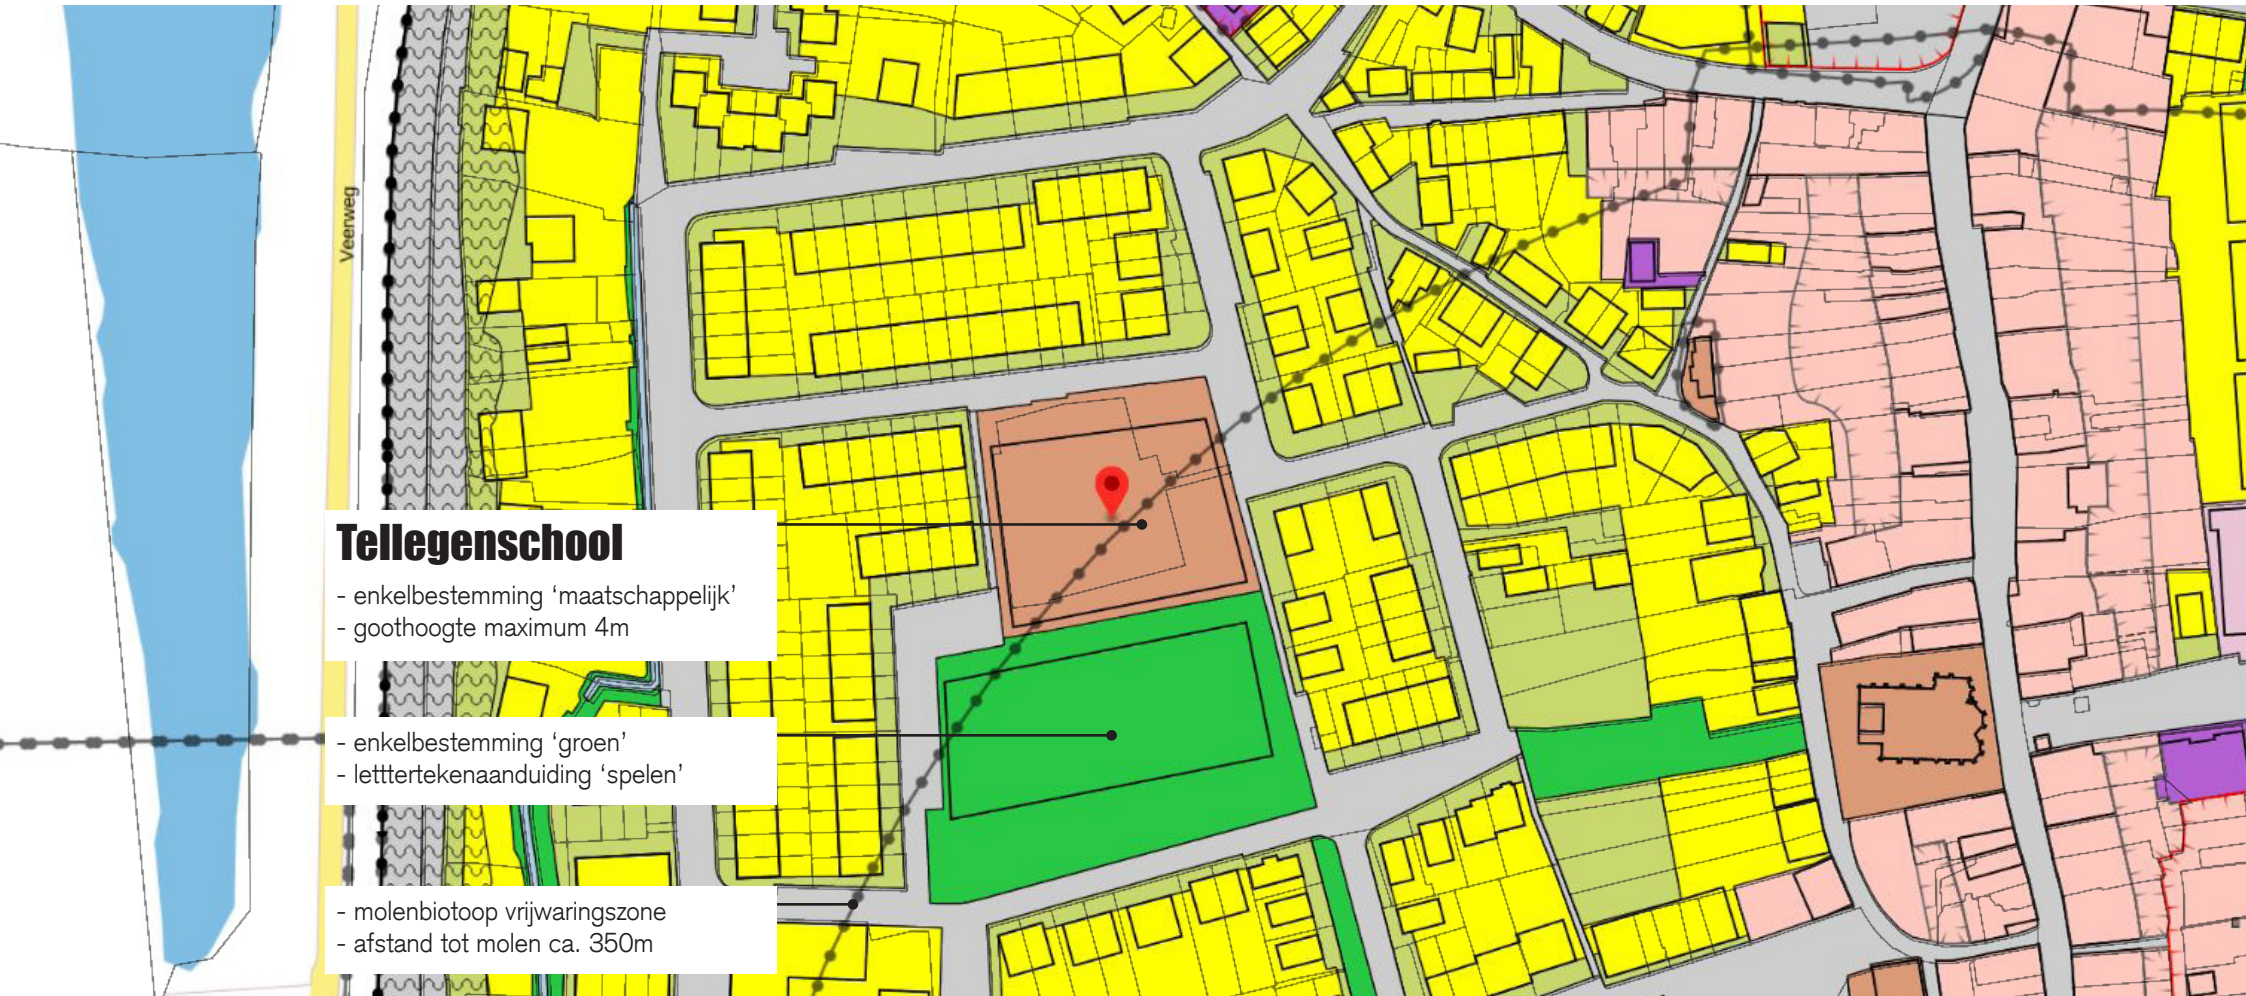 Veerweg
Tellegenschool
- enkelbestemming ‘maatschappelijk’
- goothoogte maximum 4m
- enkelbestemming ‘groen’
- letttertekenaanduiding ‘spelen’
- molenbiotoop vrijwaringszone
- afstand tot molen ca. 350m